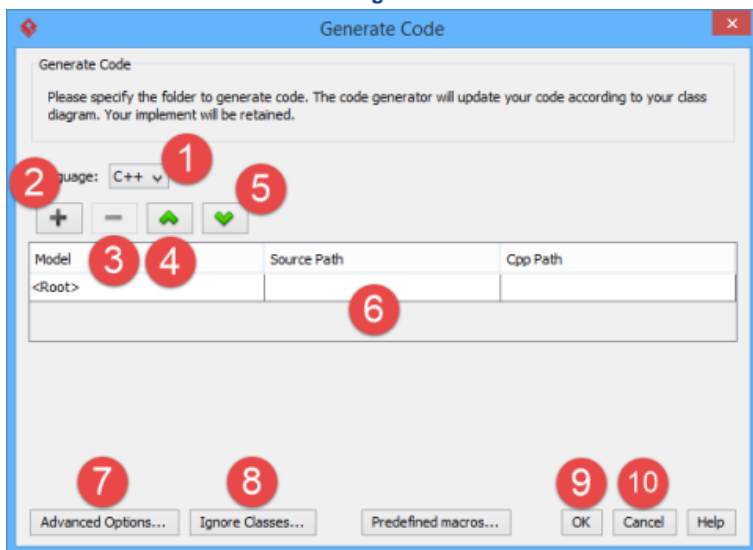 Generate Code
Generate Code
Please specify the folder to generate code. The code generator will update your code according to your class
diagram. Your implement will be retained.
1
2 guage: C++ 5
3 4
Model Source Path Cpp Path
<Root>
6
7 8 9 10
Advanced Options... Ignore Classes... Predefined macros... OK Cancel Help